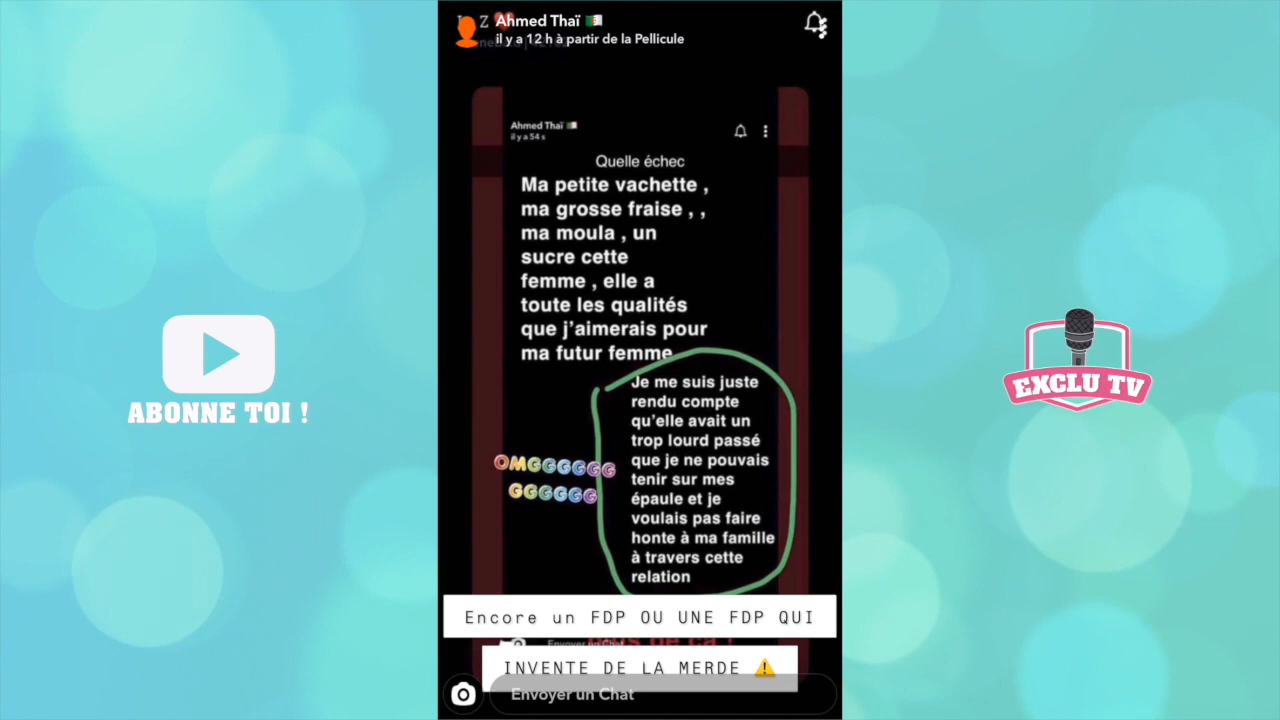 Ahmed Thaï 🇩🇿
il y a 12 h à partir de la Pellicule
Ahmed Thaï 🇩🇿
il y a 54 s
Quelle échec
Ma petite vachette ,
ma grosse fraise , ,
ma moula , un
sucre cette
femme , elle a
toute les qualités
que j’aimerais pour
ma futur femme
Je me suis juste
rendu compte
qu’elle avait un
trop lourd passé
que je ne pouvais
tenir sur mes
épaule et je
voulais pas faire
honte à ma famille
à travers cette
relation
OMGGGGGG
GGGGGG
Encore un FDP OU UNE FDP QUI
Envoyer un Chat
INVENTE DE LA MERDE ⚠️
Envoyer un Chat
ABONNE TOI !
EXCLU TV